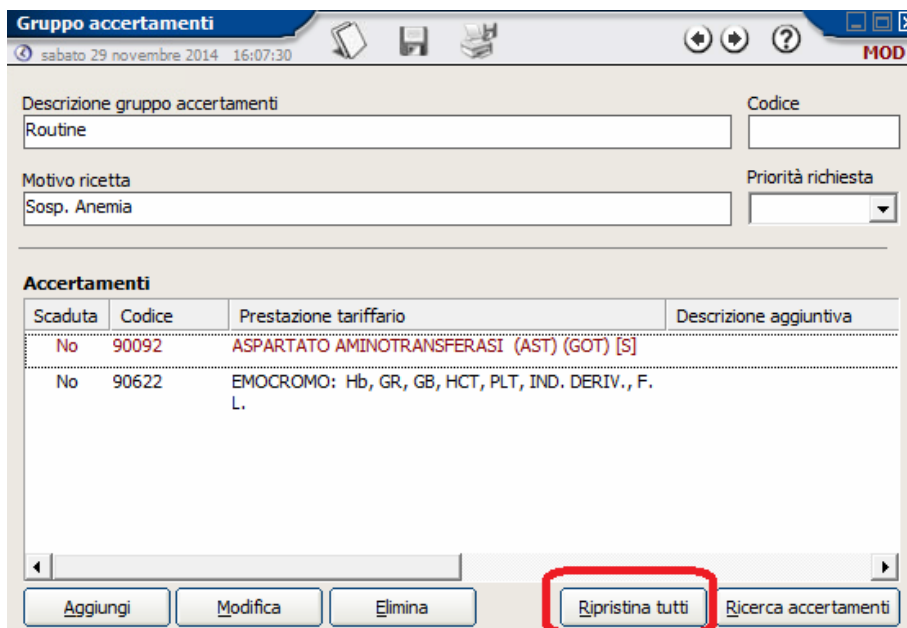 Gruppo accertamenti
sabato 29 novembre 2014 16:07:30
MOD
Descrizione gruppo accertamenti
Codice
Routine
Motivo ricetta
Priorità richiesta
Sosp. Anemia
Accertamenti
Scaduta Codice Prestazione tariffario Descrizione aggiuntiva
No 90092 ASPARTATO AMINOTRANSFERASI (AST) (GOT) [S]
No 90622 EMOCROMO: Hb, GR, GB, HCT, PLT, IND. DERIV., F.
L.
Aggiungi Modifica Elimina Ripristina tutti Ricerca accertamenti